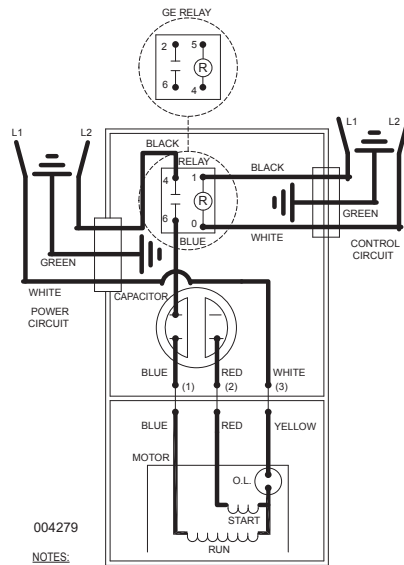 GE RELAY
2 5
R
6 4
L1 L2
L1 L2
BLACK
RELAY
BLACK
4 1
R
6 0
GREEN
BLUE
WHITE
CONTROL
CIRCUIT
GREEN
WHITE
CAPACITOR
POWER
CIRCUIT
BLUE RED WHITE
(1) (2) (3)
BLUE RED YELLOW
MOTOR
O.L.
START
RUN
004279
NOTES: